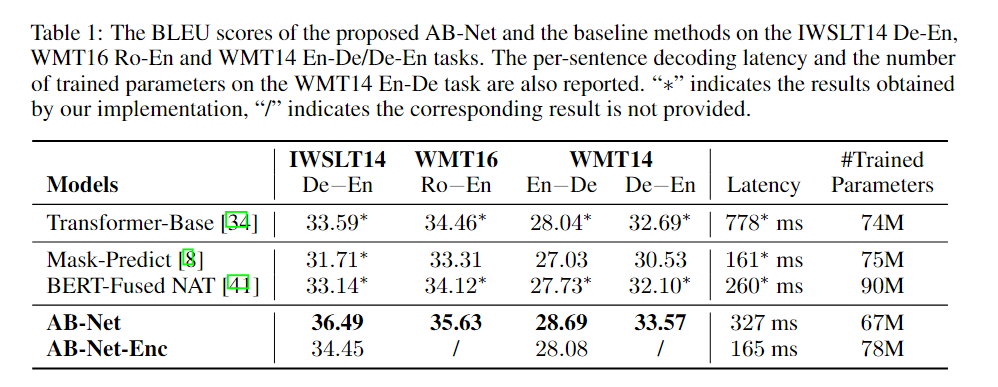 Table 1: The BLEU scores of the proposed AB-Net and the baseline methods on the IWSLT14 De-En,
WMT16 Ro-En and WMT14 En-De/De-En tasks. The per-sentence decoding latency and the number
of trained parameters on the WMT14 En-De task are also reported. “∗” indicates the results obtained
by our implementation, “/” indicates the corresponding result is not provided.
IWSLT14 WMT16 WMT14 #Trained
Models De−En Ro−En En−De De−En Latency Parameters
Transformer-Base [34] 33.59* 34.46* 28.04* 32.69* 778* ms 74M
Mask-Predict [8] 31.71* 33.31 27.03 30.53 161* ms 75M
BERT-Fused NAT [41] 33.14* 34.12* 27.73* 32.10* 260* ms 90M
AB-Net 36.49 35.63 28.69 33.57 327 ms 67M
AB-Net-Enc 34.45 / 28.08 / 165 ms 78M